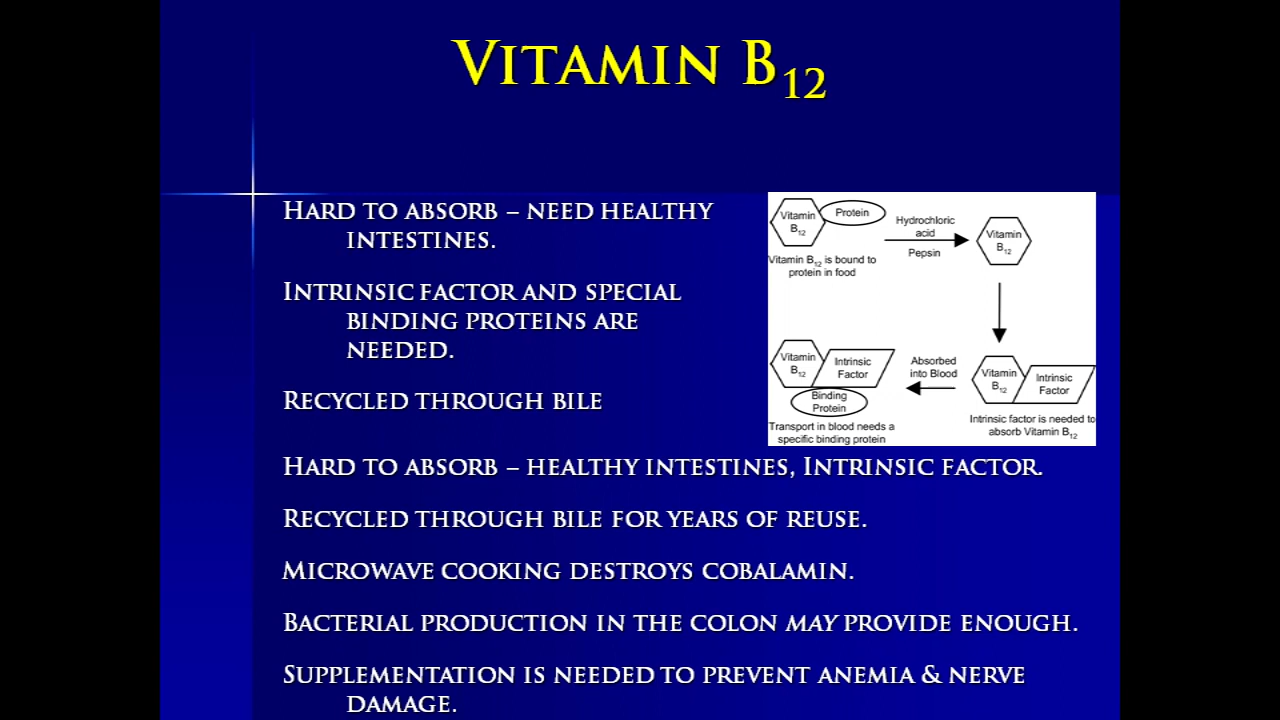 VITAMIN B12
HARD TO ABSORB – NEED HEALTHY
INTESTINES.
INTRINSIC FACTOR AND SPECIAL
BINDING PROTEINS ARE
NEEDED.
RECYCLED THROUGH BILE
Vitamin
B12
Protein
Hydrochloric
acid
Pepsin
Vitamin
B12
Vitamin B12 is bound to
protein in food
Vitamin
B12
Intrinsic
Factor
Binding
Protein
Absorbed
into Blood
Vitamin
B12
Intrinsic
Factor
Transport in blood needs a
specific binding protein
Intrinsic factor is needed to
absorb Vitamin B12
HARD TO ABSORB – HEALTHY INTESTINES, INTRINSIC FACTOR.
RECYCLED THROUGH BILE FOR YEARS OF REUSE.
MICROWAVE COOKING DESTROYS COBALAMIN.
BACTERIAL PRODUCTION IN THE COLON MAY PROVIDE ENOUGH.
SUPPLEMENTATION IS NEEDED TO PREVENT ANEMIA & NERVE
DAMAGE.